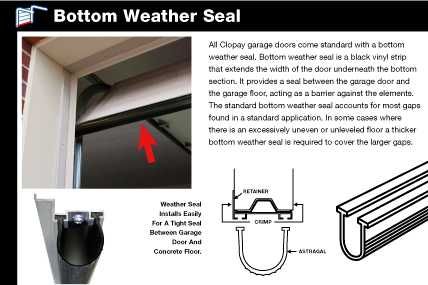 Bottom Weather Seal
All Clopay garage doors come standard with a bottom
weather seal. Bottom weather seal is a black vinyl strip
that extends the width of the door underneath the bottom
section. It provides a seal between the garage door and
the garage floor, acting as a barrier against the elements.
The standard bottom weather seal accounts for most gaps
found in a standard application. In some cases where
there is an excessively uneven or unleveled floor a thicker
bottom weather seal is required to cover the larger gaps.
Weather Seal
Installs Easily
For A Tight Seal
Between Garage
Door And
Concrete Floor.
RETAINER
CRIMP
ASTRAGAL